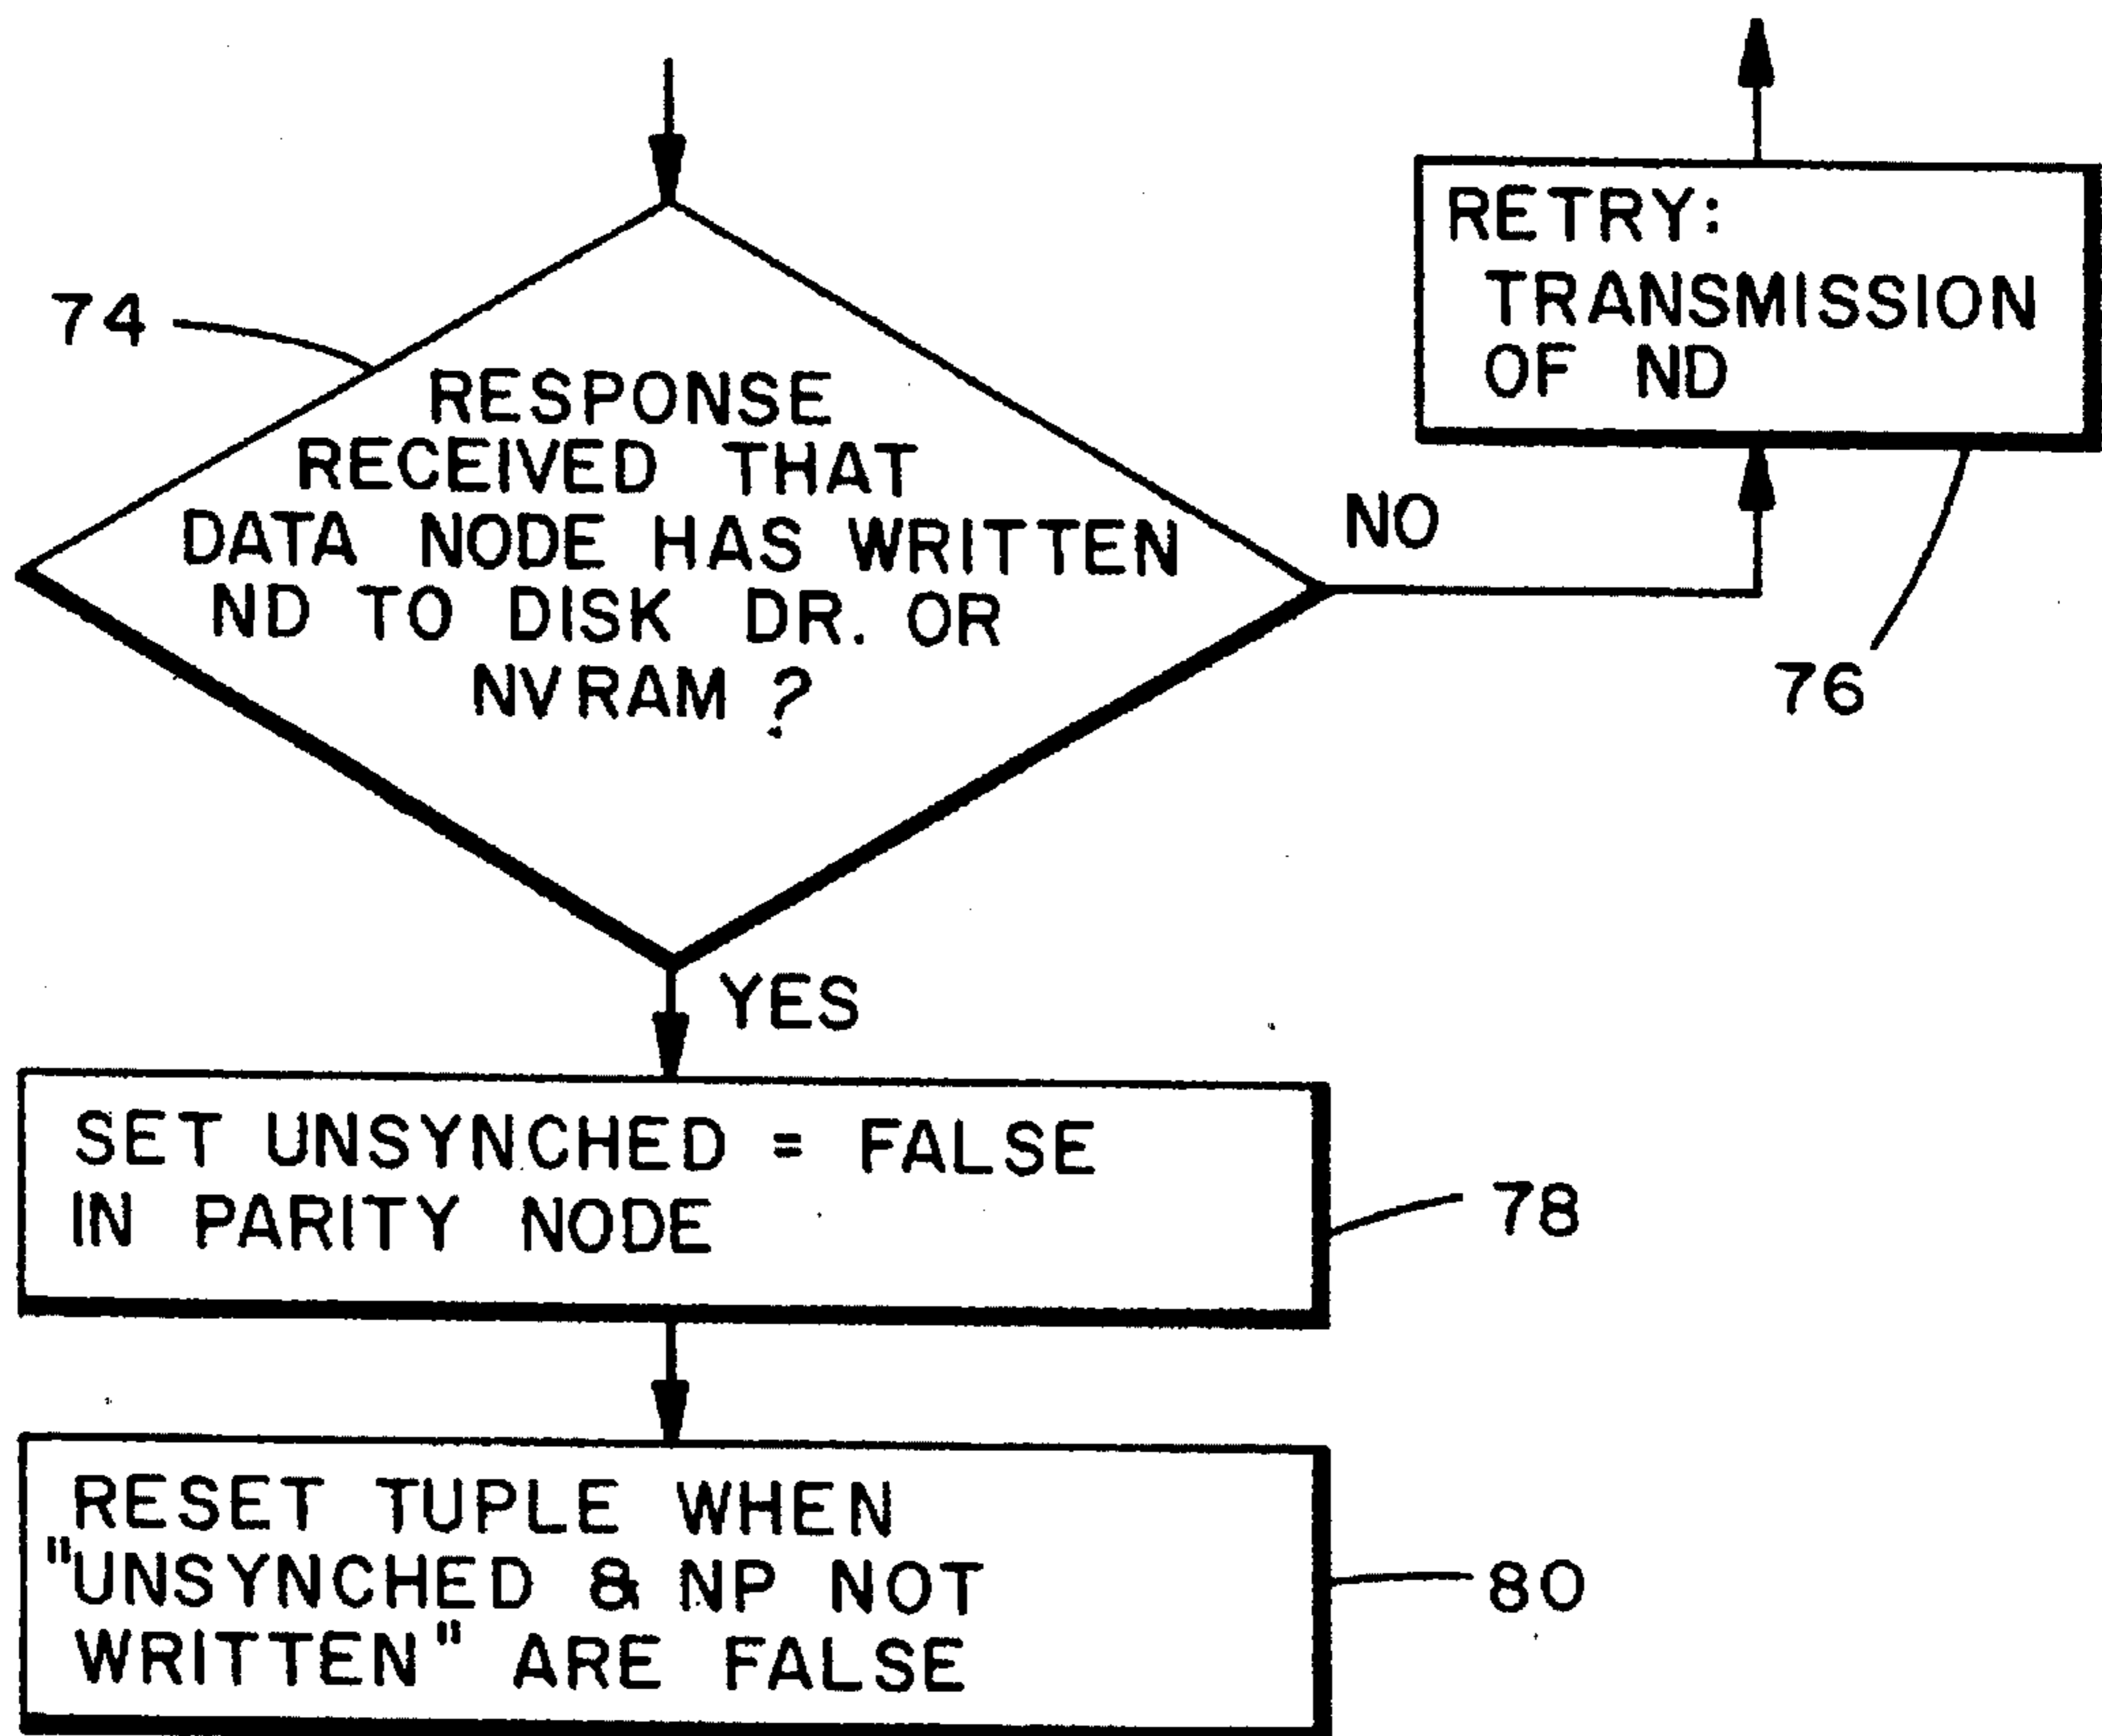 74
RESPONSE
RECEIVED THAT
DATA NODE HAS WRITTEN
ND TO DISK DR. OR
NVRAM ?
NO
RETRY:
TRANSMISSION
OF ND
76
YES
SET UNSYNCHED = FALSE
IN PARITY NODE
78
RESET TUPLE WHEN
"UNSYNCHED & NP NOT
WRITTEN" ARE FALSE
80